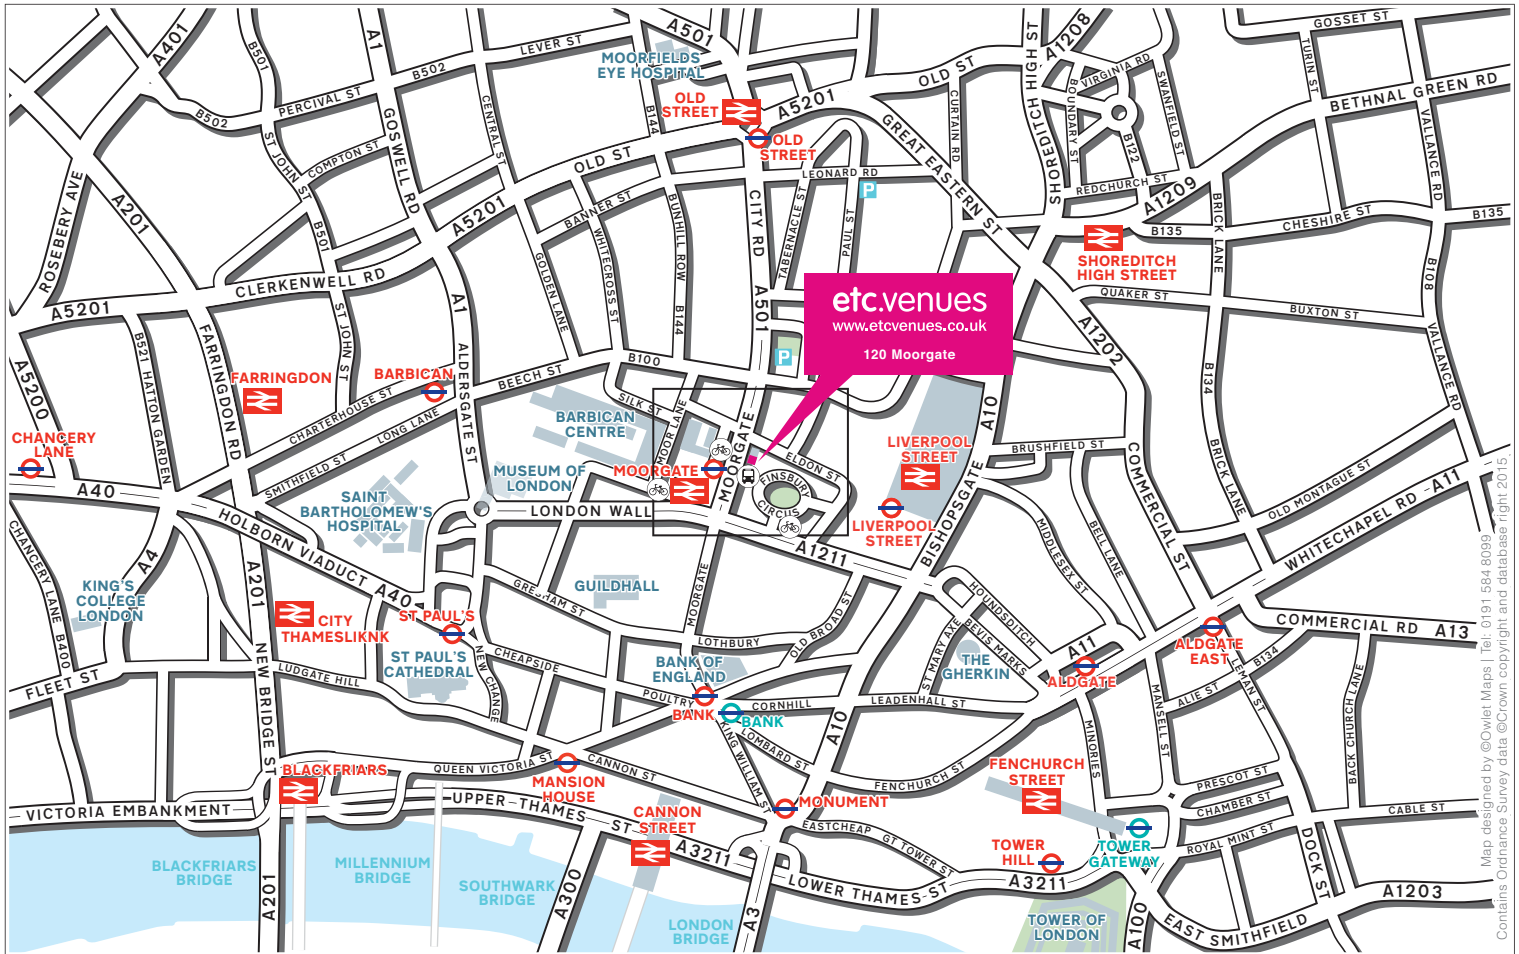 A501
A1
A401
B501
LEVER ST
B502
PERCIVAL ST
B502
CENTRAL ST
MOORFIELDS
EYE HOSPITAL
B144
OLD
STREET
A5201
OLD
STREET
OLD ST
SHOREDITCH HIGH ST
A1208
GOSSET ST
TURIN ST
VIRGINIA RD
SWANFIELD ST
BOUNDARY ST
B122
BETHNAL GREEN RD
VALLANCE RD
CURTAIN RD
GREAT EASTERN ST
REDCHURCH ST
A1209
BRICK LANE
B135
CHESHIRE ST
B135
SHOREDITCH
HIGH STREET
ROSEBERY AVE
A201
ST JOHN ST
COMPTON ST
B501
GOSWELL RD
OLD ST
A5201
BANNER ST
WHITECROSS ST
GOLDEN LANE
BUNHILL ROW
B144
CITY RD
TABERNACLE ST
LEONARD RD
P
PAUL ST
CLERKENWELL RD
A5201
ST JOHN ST
A1
A501
etc.venues
www.etcvenues.co.uk
120 Moorgate
P
QUAKER ST
BUXTON ST
B108
VALLANCE RD
A1202
B134
A5200
B521 HATTON GARDEN
FARRINGDON RD
FARRINGDON
BARBICAN
ALDERSGATE ST
BEECH ST
B100
SILK ST
CHARTERHOUSE ST
LONG LANE
SMITHFIELD ST
CHANCERY
LANE
A40
BARBICAN
CENTRE
MOOR LANE
MOORGATE
MOORGATE
ELDON ST
FINSBURY
CIRCUS
LIVERPOOL
STREET
LIVERPOOL
STREET
A10
BISHOPSGATE
BRUSHFIELD ST
COMMERCIAL ST
BRICK LANE
OLD MONTAGUE ST
WHITECHAPEL RD
A11
MUSEUM OF
LONDON
SAINT
BARTHOLOMEW'S
HOSPITAL
LONDON WALL
A1211
MIDDLESEX ST
BELL LANE
HOLBORN VIADUCT
A40
CHANCERY LANE
B400
A4
KING'S
COLLEGE
LONDON
A201
CITY
THAMESLIKNK
GRESHAM ST
GUILDHALL
MOORGATE
LOTHBURY
OLD BROAD ST
ST PAUL'S
ST PAUL'S
CATHEDRAL
NEW CHANGE
CHEAPSIDE
BANK OF
ENGLAND
POULTRY
BANK
BANK
CORNHILL
LEADENHALL ST
ST MARY AXE
HOUNDSDITCH
BEVIS MARKS
THE
GHERKIN
A11
ALDGATE
ALDGATE
EAST
COMMERCIAL RD
A13
LEMAN ST
B134
ALIE ST
MANSELL ST
MINORIES
BACK CHURCH LANE
FLEET ST
LUDGATE HILL
NEW BRIDGE ST
BLACKFRIARS
QUEEN VICTORIA ST
MANSION
HOUSE
CANNON ST
KING WILLIAM ST
LOMBARD ST
A10
FENCHURCH ST
FENCHURCH
STREET
PRESCOT ST
CHAMBER ST
CABLE ST
ROYAL MINT ST
DOCK ST
VICTORIA EMBANKMENT
UPPER-THAMES ST
CANNON
STREET
A3211
MONUMENT
EASTCHEAP
GT TOWER ST
TOWER
HILL
TOWER
GATEWAY
LOWER THAMES-ST
A3211
A1203
EAST SMITHFIELD
A100
TOWER OF
LONDON
BLACKFRIARS
BRIDGE
A201
MILLENNIUM
BRIDGE
SOUTHWARK
BRIDGE
A300
LONDON
BRIDGE
A3
Map designed by ©Owlet Maps | Tel: 0191 584 8099
Contains Ordnance Survey data ©Crown copyright and database right 2015.